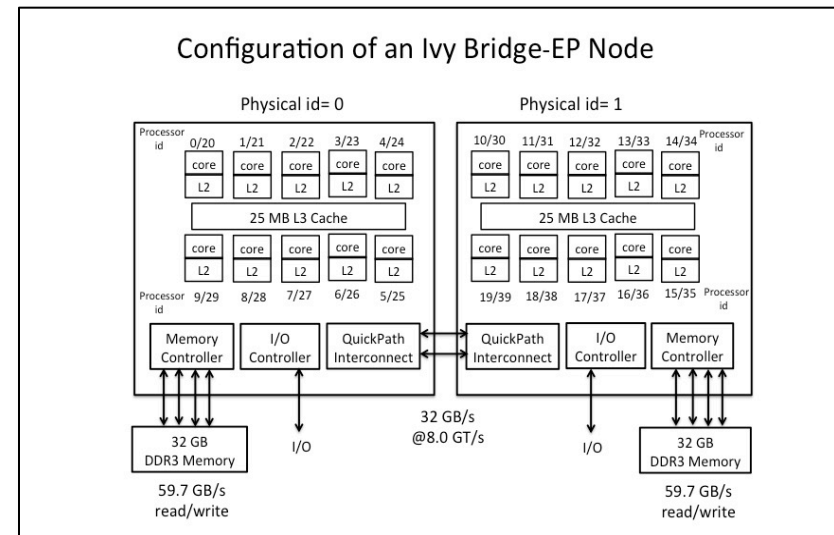 Configuration of an Ivy Bridge-EP Node
Physical id= 0
Physical id= 1
Processor
id
0/20 1/21 2/22 3/23 4/24
core core core core core
L2 L2 L2 L2 L2
25 MB L3 Cache
core core core core core
L2 L2 L2 L2 L2
Processor
id
9/29 8/28 7/27 6/26 5/25
Memory
Controller
I/O
Controller
QuickPath
Interconnect
10/30 11/31 12/32 13/33 14/34
Processor
id
core core core core core
L2 L2 L2 L2 L2
25 MB L3 Cache
core core core core core
L2 L2 L2 L2 L2
19/39 18/38 17/37 16/36 15/35
Processor
id
QuickPath
Interconnect
I/O
Controller
Memory
Controller
32 GB
DDR3 Memory
59.7 GB/s
read/write
I/O
32 GB/s
@8.0 GT/s
I/O
32 GB
DDR3 Memory
59.7 GB/s
read/write